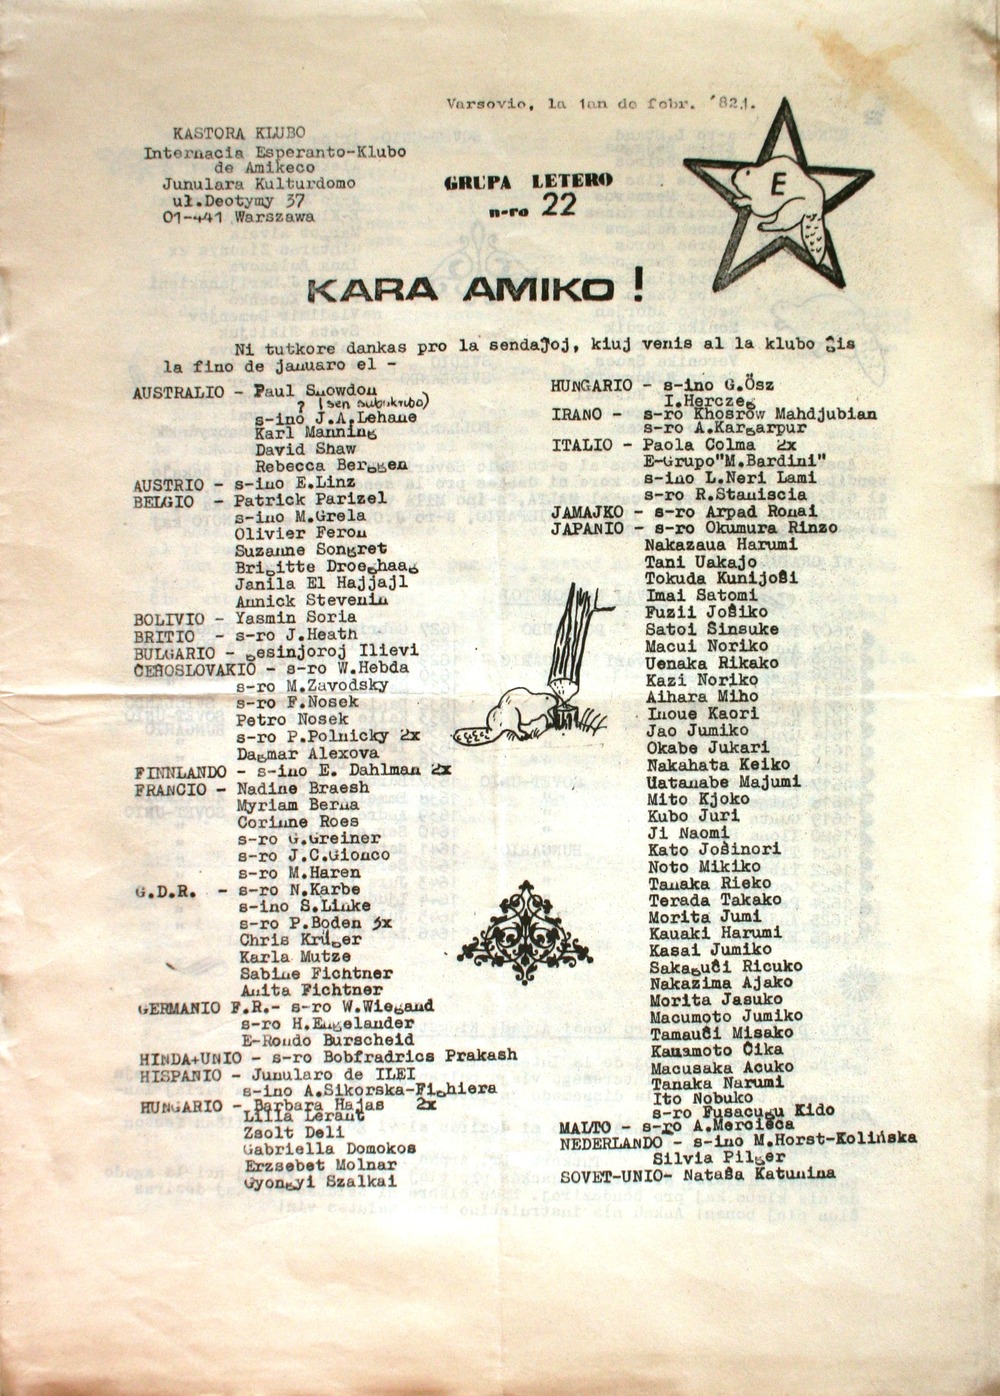 Varsovio, la 1an de febr. '82j.
KASTORA KLUBO
Internacia Esperanto-Klubo
de Amikeco
Junulara Kulturdomo
ul.Deotymy 37
01-441 Warszawa
GRUPA LETERO
n-ro 22
E
KARA AMIKO !
Ni tutkore dankas pro la sendaĵoj, kiuj venis al la klubo ĝis
la fino de januaro el -
AUSTRALIO - Paul Snowdon
? (sen subskribo)
s-ino J.A.Lehane
Karl Manning
David Shaw
Rebecca Berggen
AUSTRIO - s-ino E.Linz
BELGIO - Patrick Parizel
s-ino M.Grela
Olivier Feron
Suzanne Songret
Brigitte Droeghaag
Janila El Hajjajl
Annick Stevenin
BOLIVIO - Yasmin Soria
BRITIO - s-ro J.Heath
BULGARIO - gesinjoroj Ilievi
ĈEĤOSLOVAKIO - s-ro W.Hebda
s-ro M.Zavodsky
s-ro F.Nosek
Petro Nosek
s-ro P.Polnicky 2x
Dagmar Alexova
FINNLANDO - s-ino E. Dahlman 2x
FRANCIO - Nadine Braesh
Myriam Berna
Corinne Roes
s-ro G.Greiner
s-ro J.C.Gionco
s-ro M.Haren
G.D.R. - s-ro N.Karbe
s-ino S.Linke
s-ro P.Boden 3x
Chris Krüger
Karla Mutze
Sabine Fichtner
Anita Fichtner
GERMANIO F.R.- s-ro W.Wiegand
s-ro H.Engelander
E-Rondo Burscheid
HINDA+UNIO - s-ro Bobfradrics Prakash
HISPANIO - Junularo de ILEI
s-ino A.Sikorska-Fighiera
HUNGARIO - Barbara Hajas 2x
Lilla Lerant
Zsolt Deli
Gabriella Domokos
Erzsebet Molnar
Gyongyi Szalkai
HUNGARIO - s-ino G.Ösz
I.Herczeg
IRANO - s-ro Khosrow Mahdjubian
s-ro A.Kargarpur
ITALIO - Paola Colma 2x
E-Grupo"M.Bardini"
s-ino L.Neri Lami
s-ro R.Staniscia
JAMAJKO - s-ro Arpad Ronai
JAPANIO - s-ro Okumura Rinzo
Nakazaua Harumi
Tani Uakajo
Tokuda Kunijoŝi
Imai Satomi
Fuzii Joŝiko
Satoi Ŝinsuke
Macui Noriko
Uenaka Rikako
Kazi Noriko
Aihara Miho
Inoue Kaori
Jao Jumiko
Okabe Jukari
Nakahata Keiko
Uatanabe Majumi
Mito Kjoko
Kubo Juri
Ji Naomi
Kato Joŝinori
Noto Mikiko
Tanaka Rieko
Terada Takako
Morita Jumi
Kauaki Harumi
Kasai Jumiko
Sakaguĉi Ricuko
Nakazima Ajako
Morita Jasuko
Macumoto Jumiko
Tamauĉi Misako
Kanamoto Ĉika
Macusaka Acuko
Tanaka Narumi
Ito Nobuko
s-ro Fusacugu Kido
MALTO - s-ro A.Mercieca
NEDERLANDO - s-ino M.Horst-Kolińska
Silvia Pilger
SOVET-UNIO- Nataŝa Katunina